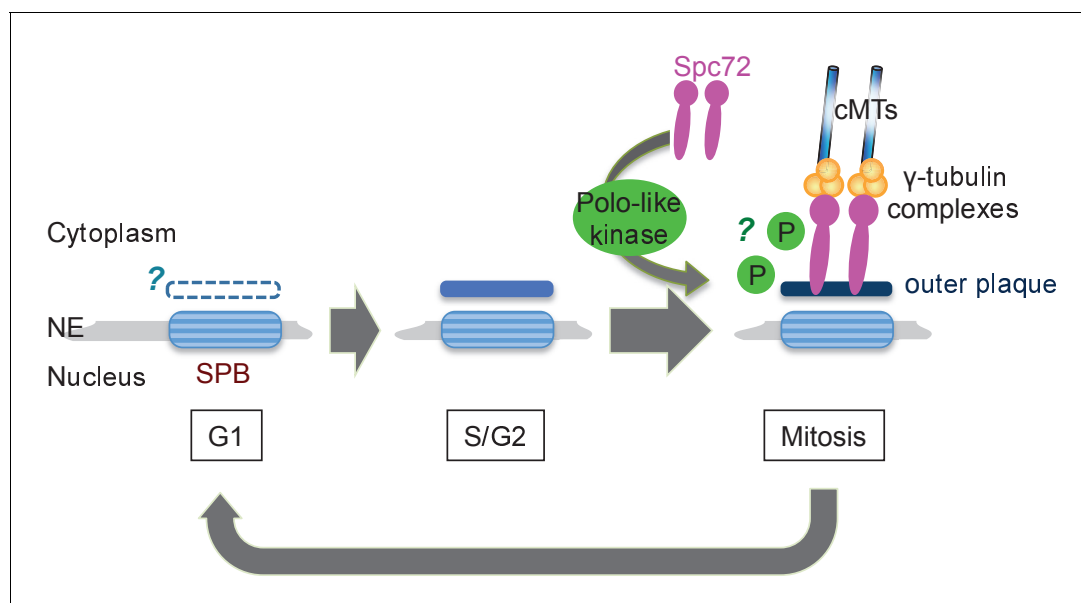 Spc72
cMTs
γ-tubulin
complexes
Polo-like
kinase
?
P
P
Cytoplasm
?
outer plaque
NE
Nucleus
SPB
G1
S/G2
Mitosis